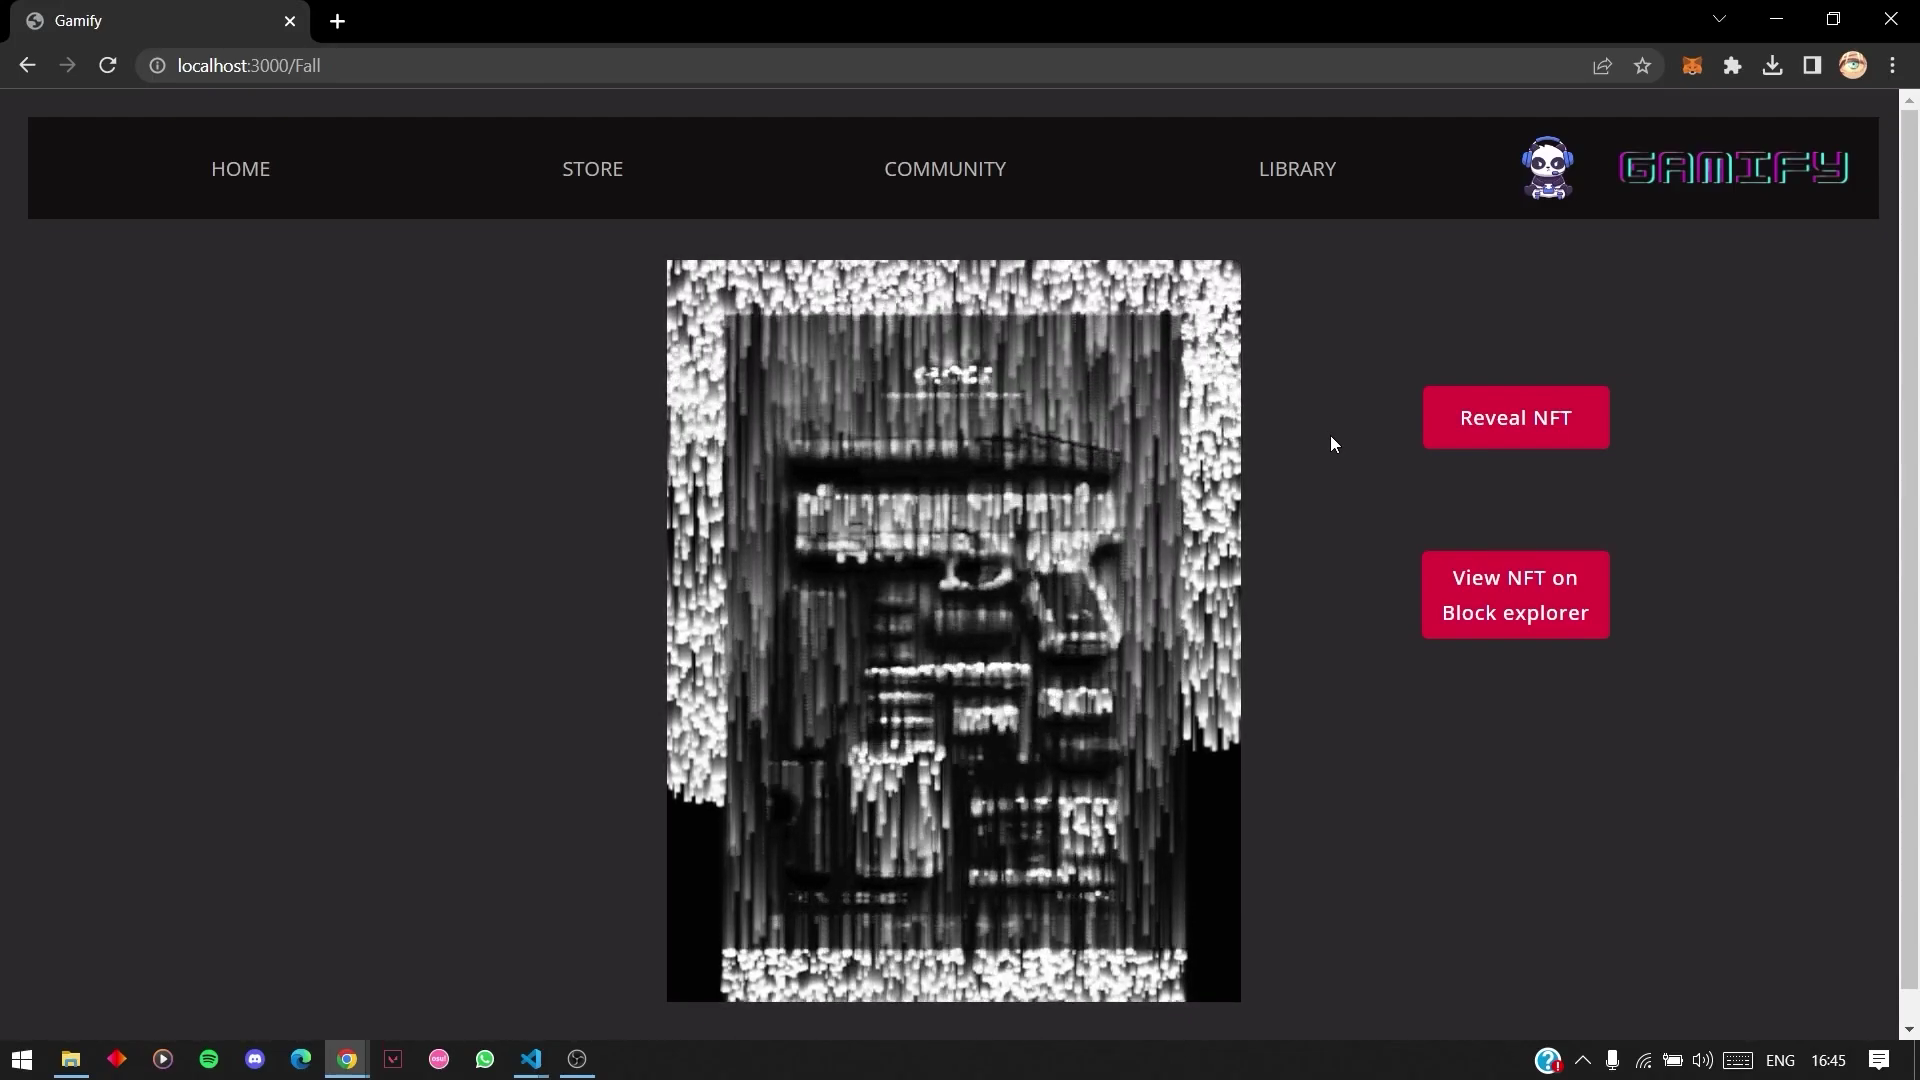 Gamify
localhost:3000/Fall
HOME
STORE
COMMUNITY
LIBRARY
GAMIFY
Reveal NFT
View NFT on
Block explorer
osu!
ENG
16:45